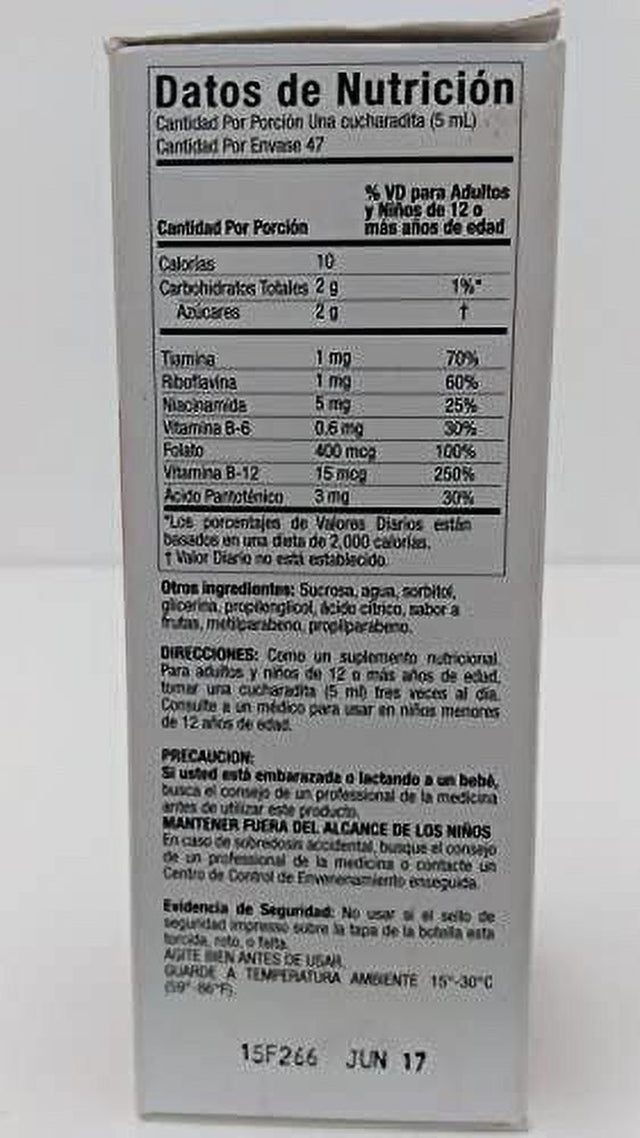 Datos de Nutrición
Cantidad Por Porción Una cucharadita (5 mL)
Cantidad Por Envase 47
% VD para Adultos
y Niños de 12 o
más años de edad
Cantidad Por Porción
Calorías 10
Carbohidratos Totales 2 g 1%*
Azúcares 2 g †
Tiamina 1 mg 70%
Riboflavina 1 mg 60%
Niacinamida 5 mg 25%
Vitamina B-6 0.6 mg 30%
Folato 400 mcg 100%
Vitamina B-12 15 mcg 250%
Ácido Pantoténico 3 mg 30%
*Los porcentajes de Valores Diarios están
basados en una dieta de 2,000 calorías.
† Valor Diario no está establecido.
Otros ingredientes: Sucrosa, agua, sorbitol,
glicerina, propilenglicol, ácido cítrico, sabor a
frutas, metilparabeno, propilparabeno.
DIRECCIONES: Como un suplemento nutricional.
Para adultos y niños de 12 o más años de edad,
tomar una cucharadita (5 ml) tres veces al día.
Consulte a un médico para usar en niños menores
de 12 años de edad.
PRECAUCION:
Si usted está embarazada o lactando a un bebé,
busca el consejo de un professional de la medicina
antes de utilizar este producto.
MANTENER FUERA DEL ALCANCE DE LOS NIÑOS
En caso de sobredosis accidental, busque el consejo
de un professional de la medicina o contacte un
Centro de Control de Envenenamiento enseguida.
Evidencia de Seguridad: No usar si el sello de
seguridad impreso sobre la tapa de la botella esta
torcida, roto, o falta.
AGITE BIEN ANTES DE USAR.
GUARDE A TEMPERATURA AMBIENTE 15°-30°C
(59°-86°F).
15F266 JUN 17